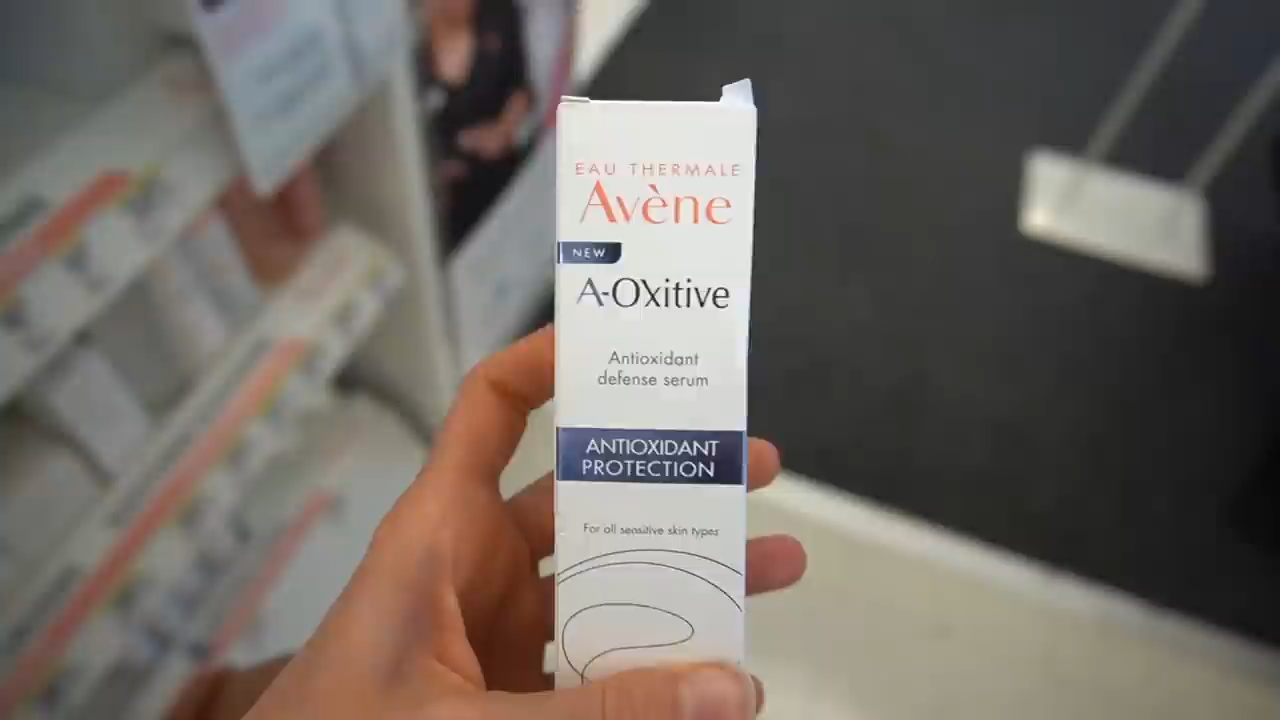 EAU THERMALE
Avène
NEW
A-OXitive
Antioxidant
defense serum
ANTIOXIDANT
PROTECTION
For all sensitive skin types